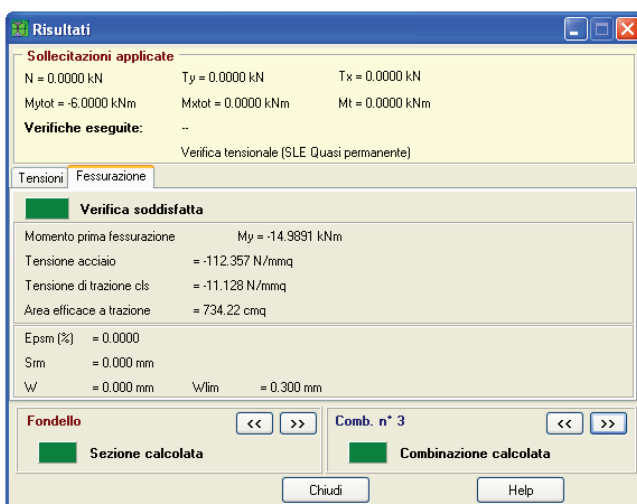 Risultati
Sollecitazioni applicate
N = 0.0000 kN Ty = 0.0000 kN Tx = 0.0000 kN
Mytot = -6.0000 kNm Mxtot = 0.0000 kNm Mt = 0.0000 kNm
Verifiche eseguite: --
Verifica tensionale (SLE Quasi permanente)
Tensioni Fessurazione
Verifica soddisfatta
Momento prima fessurazione My = -14.9891 kNm
Tensione acciaio = -112.357 N/mmq
Tensione di trazione cls = -11.128 N/mmq
Area efficace a trazione = 734.22 cmq
Epsm (%) = 0.0000
Srm = 0.000 mm
W = 0.000 mm Wlim = 0.300 mm
Fondello << >> Comb. n° 3 << >>
Sezione calcolata Combinazione calcolata
Chiudi Help